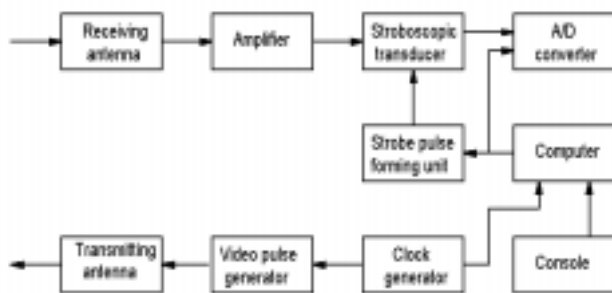 Receiving
antenna
Amplifier
Stroboscopic
transducer
A/D
converter
Strobe pulse
forming unit
Computer
Transmitting
antenna
Video pulse
generator
Clock
generator
Console